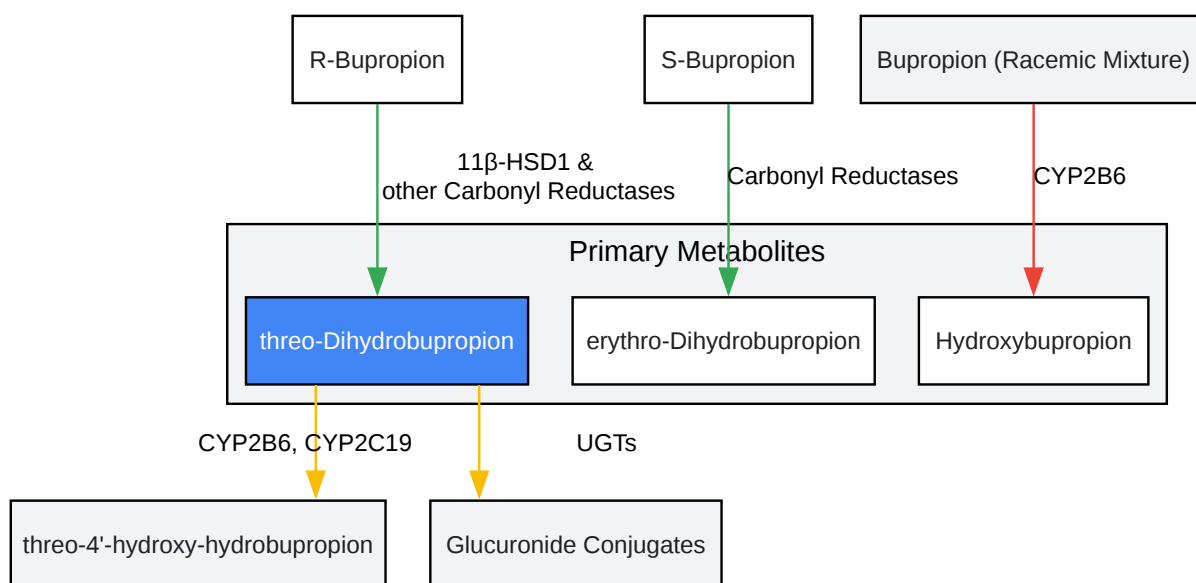 R-Bupropion
S-Bupropion
Bupropion (Racemic Mixture)
11β-HSD1 &
other Carbonyl Reductases
Carbonyl Reductases
CYP2B6
Primary Metabolites
threo-Dihydrobupropion
erythro-Dihydrobupropion
Hydroxybupropion
CYP2B6, CYP2C19
UGTs
threo-4'-hydroxy-hydrobupropion
Glucuronide Conjugates